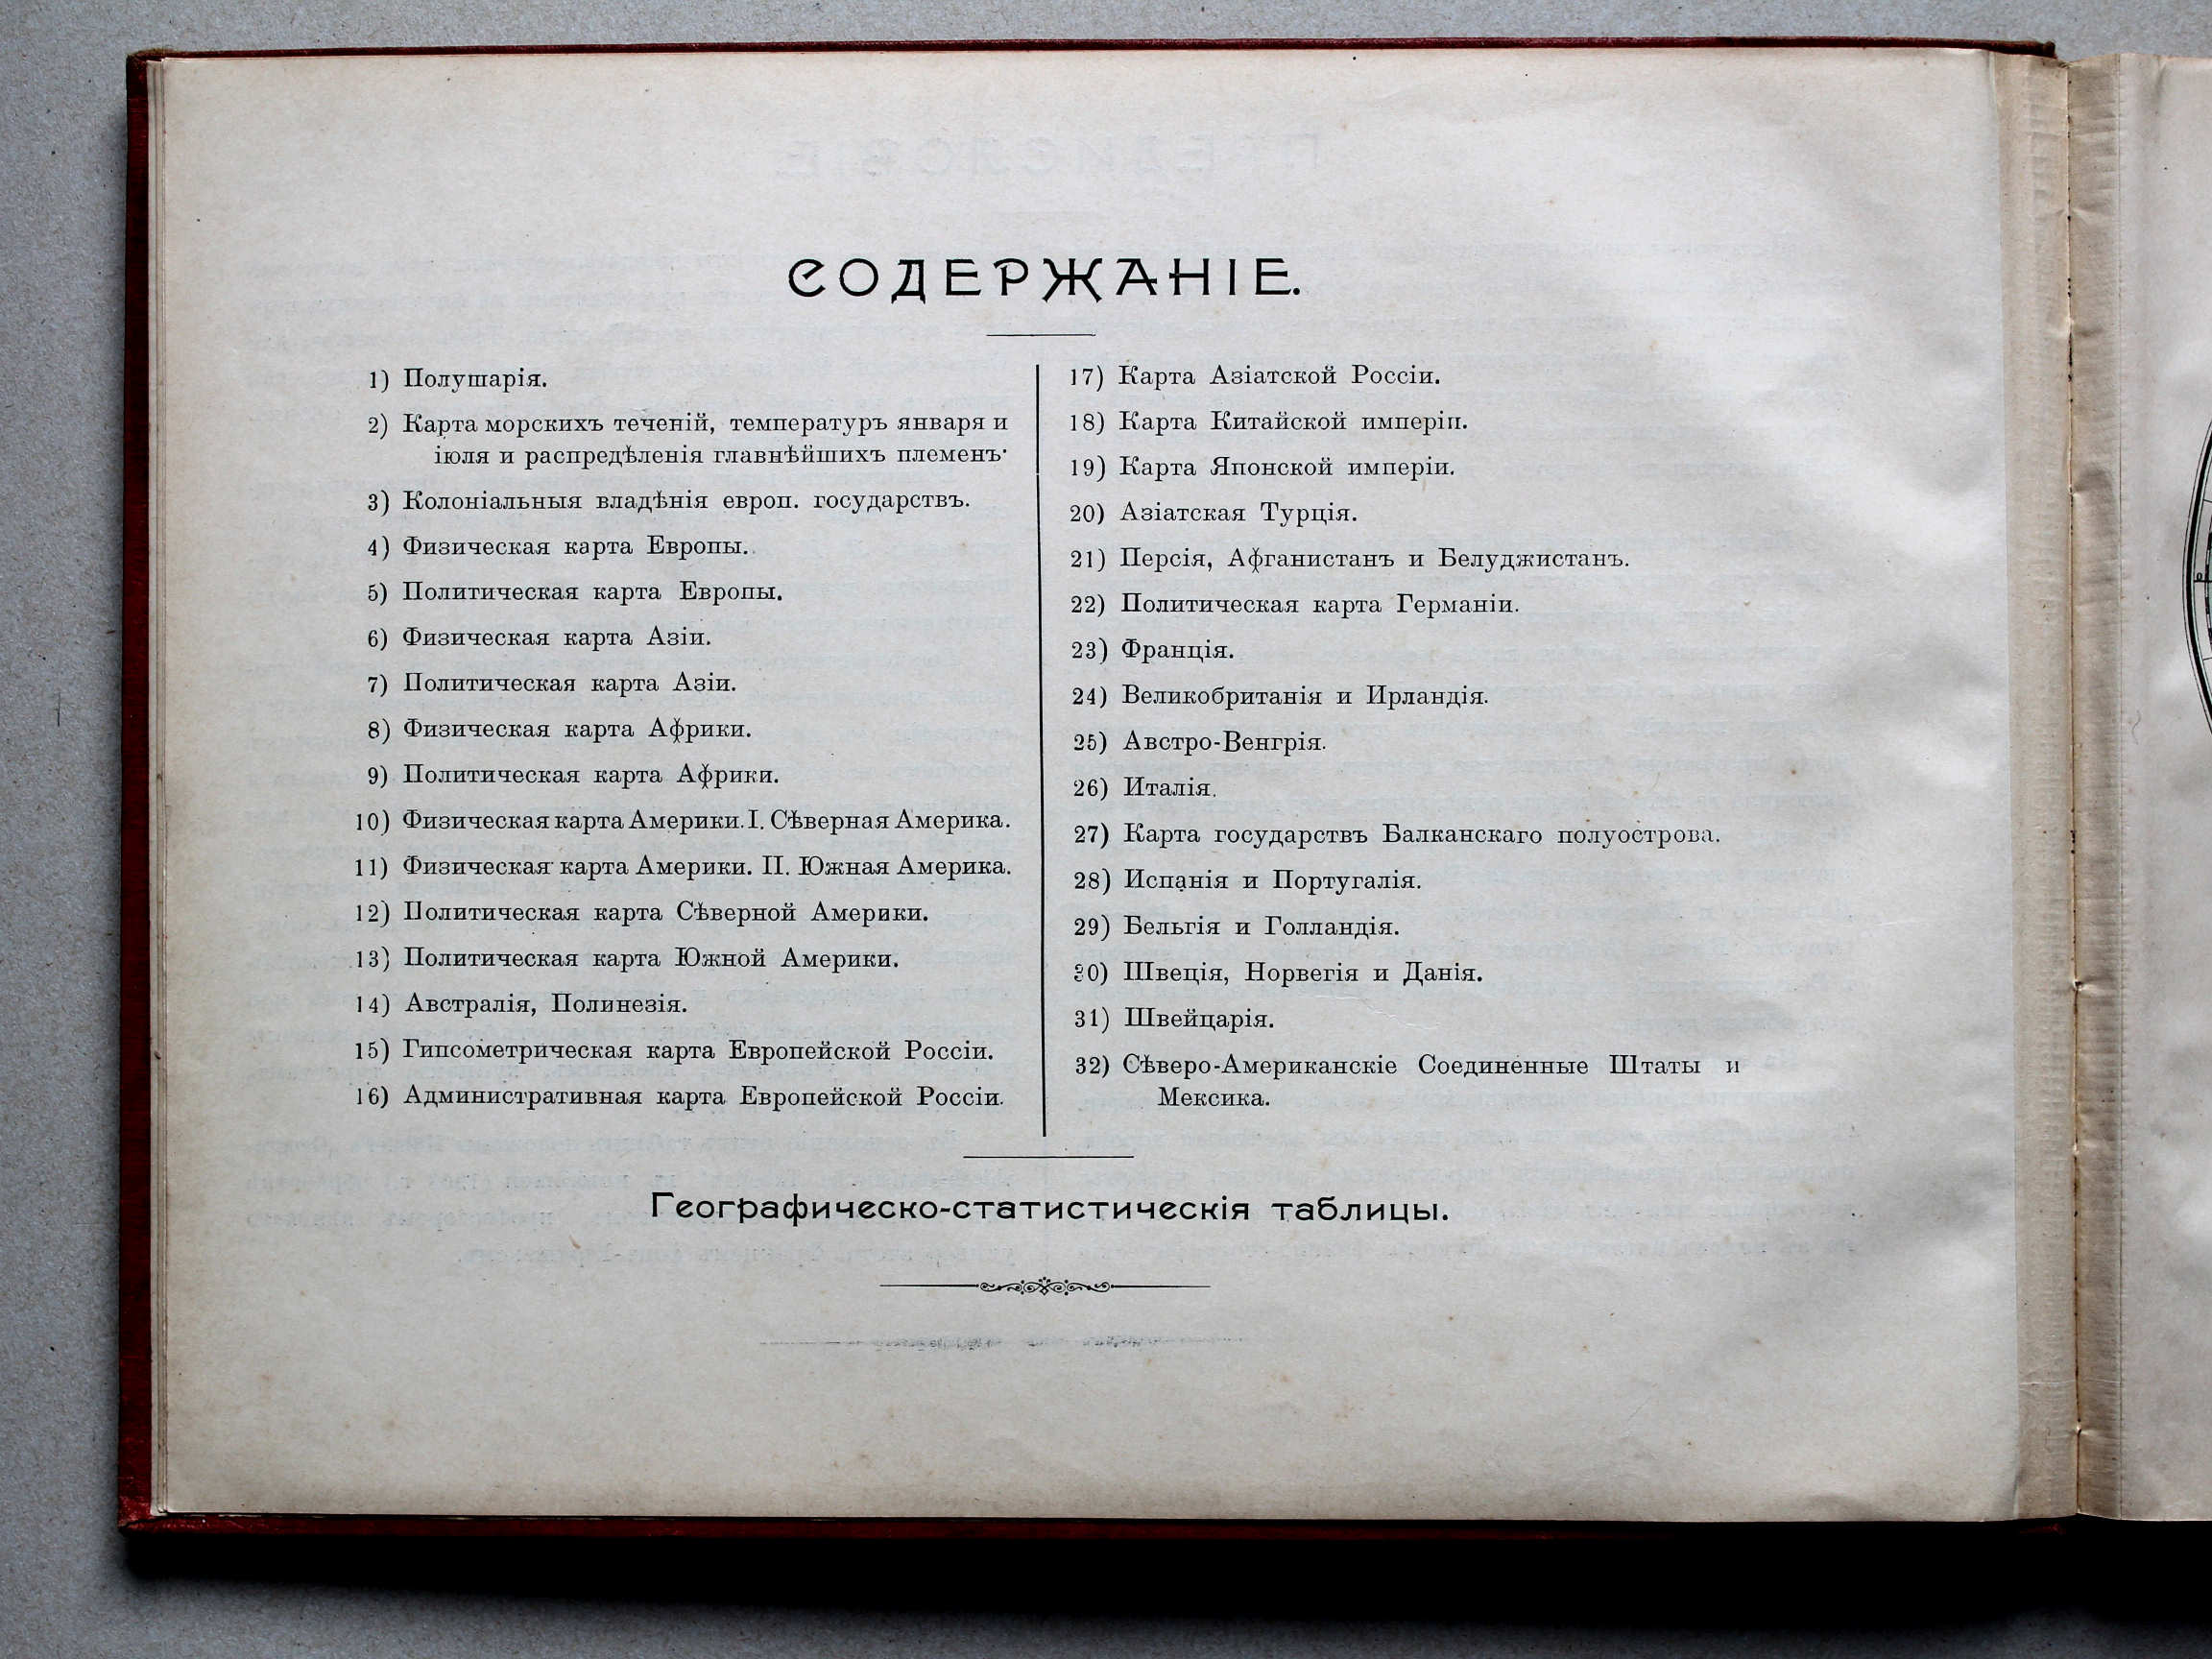 СОДЕРЖАНІЕ.
1) Полушарія.
2) Карта морскихъ теченій, температуръ января и
іюля и распредѣленія главнѣйшихъ племенъ·
3) Колоніальныя владѣнія европ. государствъ.
4) Физическая карта Европы.
5) Политическая карта Европы.
6) Физическая карта Азіи.
7) Политическая карта Азіи.
8) Физическая карта Африки.
9) Политическая карта Африки.
10) Физическая карта Америки. I. Сѣверная Америка.
11) Физическая карта Америки. II. Южная Америка.
12) Политическая карта Сѣверной Америки.
13) Политическая карта Южной Америки.
14) Австралія, Полинезія.
15) Гипсометрическая карта Европейской Россіи.
16) Административная карта Европейской Россіи.
17) Карта Азіатской Россіи.
18) Карта Китайской имперіи.
19) Карта Японской имперіи.
20) Азіатская Турція.
21) Персія, Афганистанъ и Белуджистанъ.
22) Политическая карта Германіи.
23) Франція.
24) Великобританія и Ирландія.
25) Австро-Венгрія.
26) Италія.
27) Карта государствъ Балканскаго полуострова.
28) Испанія и Португалія.
29) Бельгія и Голландія.
30) Швеція, Норвегія и Данія.
31) Швейцарія.
32) Сѣверо-Американскіе Соединенные Штаты и
Мексика.
Географическо-статистическія таблицы.